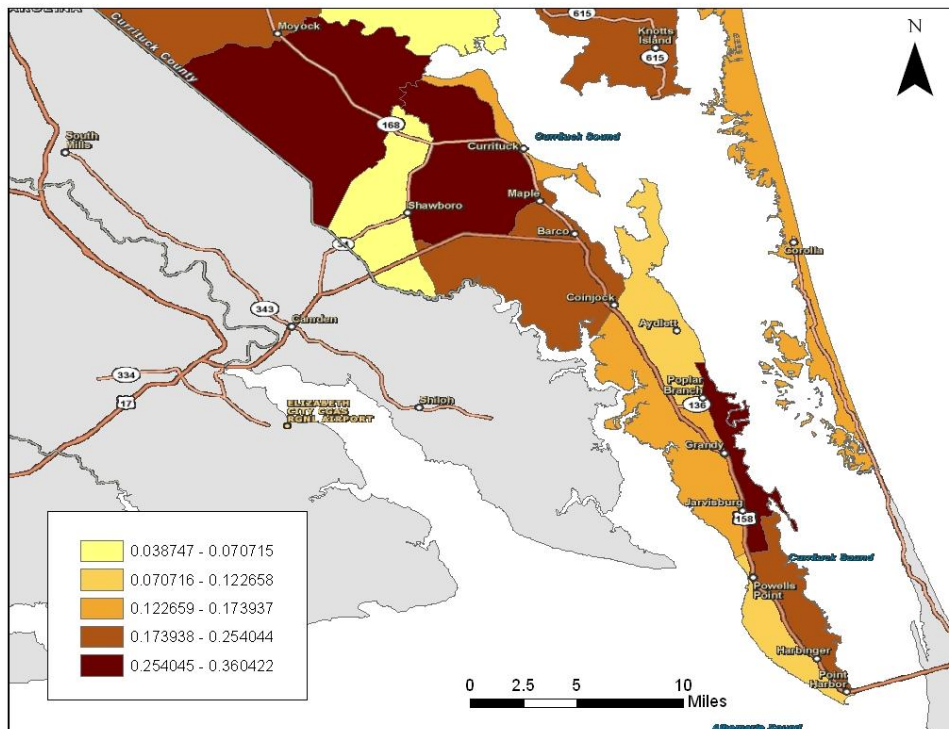 615
N
Moyock
Knotts
Island
615
Currituck County
168
South
Mills
Currituck
Currituck Sound
Maple
Shawboro
Barco
Corolla
34
Coinjock
343
Camden
Aydlett
334
Poplar
Branch
17
136
Shiloh
ELIZABETH
CITY CGAS
RGNL AIRPORT
Grandy
Jarvisburg
158
0.038747 - 0.070715
0.070716 - 0.122658
0.122659 - 0.173937
0.173938 - 0.254044
0.254045 - 0.360422
Currituck Sound
Powells
Point
Harbinger
Point
Harbor
0 2.5 5 10
Miles